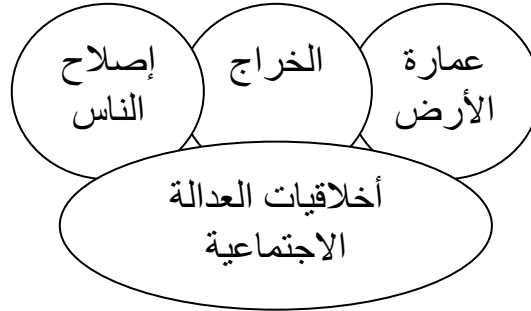 عمارة
الأرض
الخراج
إصلاح
الناس
أخلاقيات العدالة
الاجتماعية